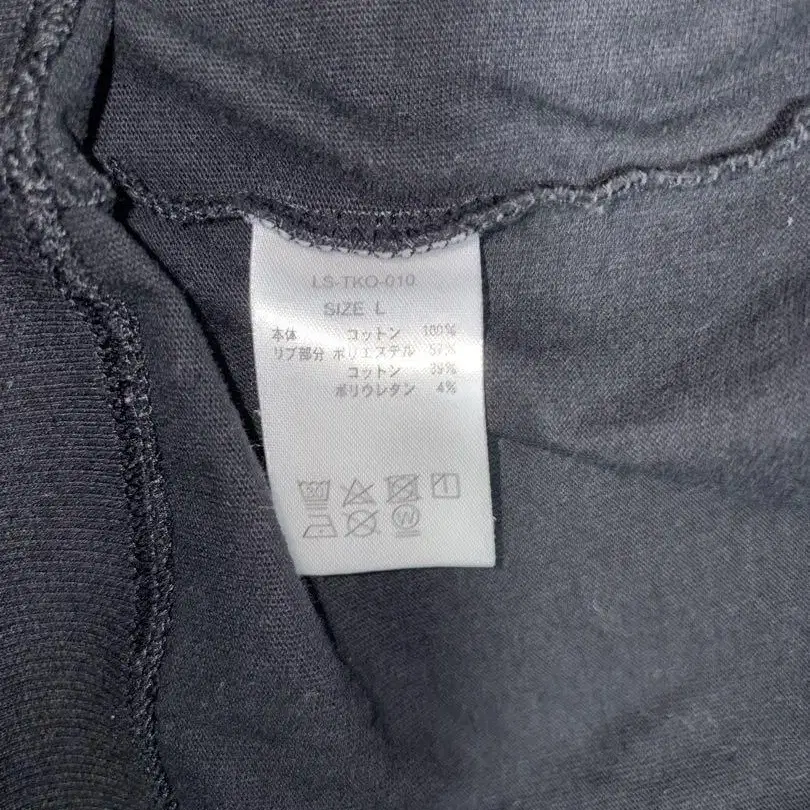 LS-TKO-010
SIZE L
本体 コットン 100%
リブ部分 ポリエステル 57%
コットン 39%
ポリウレタン 4%
30
W